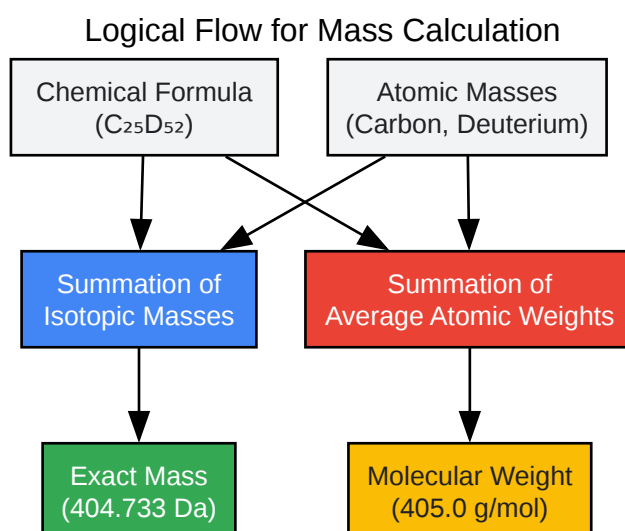 Logical Flow for Mass Calculation
Chemical Formula
(C₂₅D₅₂)
Atomic Masses
(Carbon, Deuterium)
Summation of
Isotopic Masses
Summation of
Average Atomic Weights
Exact Mass
(404.733 Da)
Molecular Weight
(405.0 g/mol)